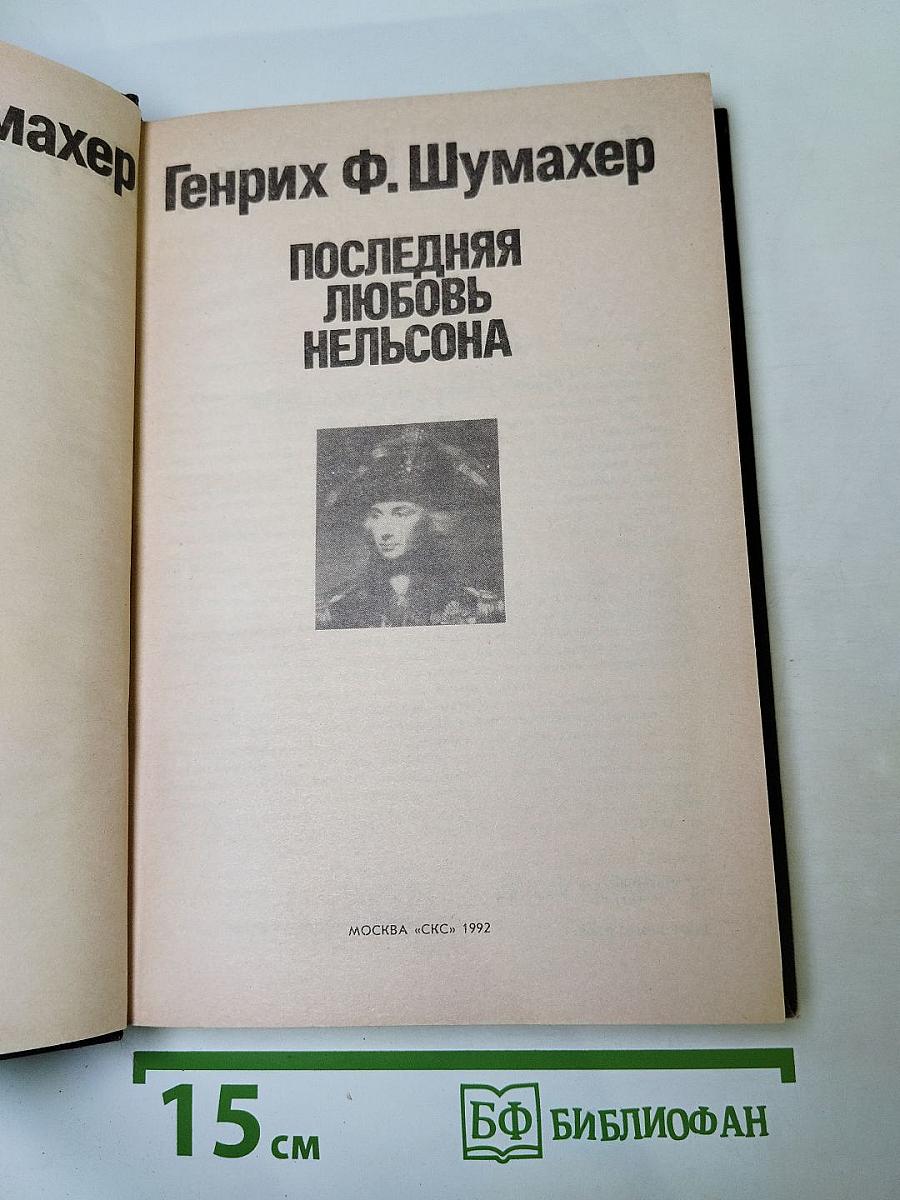 махер
Генрих Ф. Шумахер
ПОСЛЕДНЯЯ
ЛЮБОВЬ
НЕЛЬСОНА
МОСКВА «СКС» 1992
15 см
БФ БИБЛИОФАН